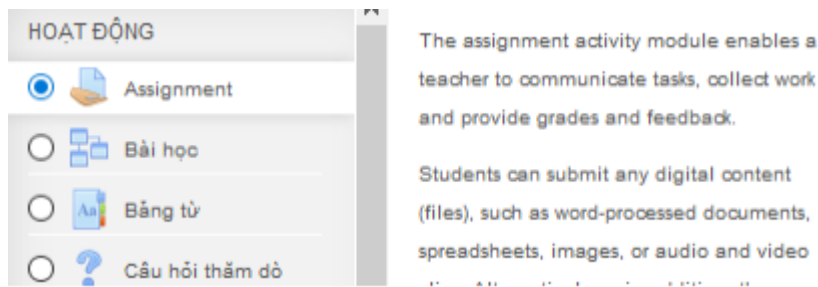 HOẠT ĐỘNG
Assignment
Bài học
Bảng từ
Câu hỏi thăm dò
The assignment activity module enables a
teacher to communicate tasks, collect work
and provide grades and feedback.
Students can submit any digital content
(files), such as word-processed documents,
spreadsheets, images, or audio and video